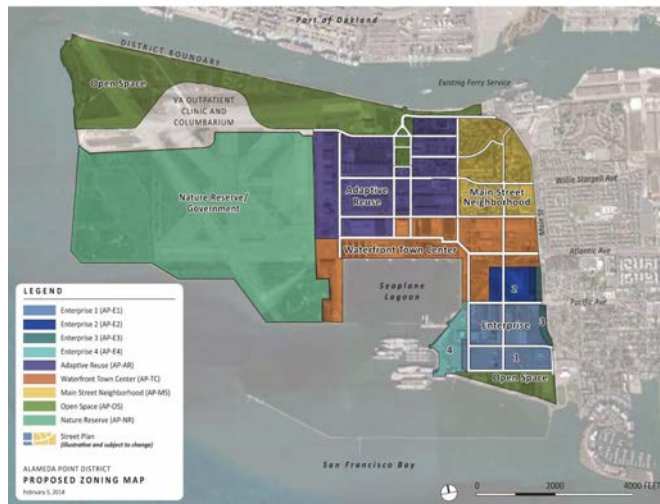 Part of Oakland
DISTRICT BOUNDARY
Existing Ferry Service
Open Space
VA OUTPATIENT
CLINIC AND
COLUMBARIUM
Willie Stargell Ave
Nature Reserve/
Government
Adaptive
Reuse
Main Street
Neighborhood
Main St
Waterfront Town Center
Atlantic Ave
Seaplane
Lagoon
2
Pacific Ave
Enterprise
3
4
1
Open Space
LEGEND
Enterprise 1 (AP-E1)
Enterprise 2 (AP-E2)
Enterprise 3 (AP-E3)
Enterprise 4 (AP-E4)
Adaptive Reuse (AP-AR)
Waterfront Town Center (AP-TC)
Main Street Neighborhood (AP-MS)
Open Space (AP-OS)
Nature Reserve (AP-NR)
Street Plan
(Illustrative and subject to change)
ALAMEDA POINT DISTRICT
PROPOSED ZONING MAP
February 5, 2014
San Francisco Bay
0 2000 4000 FEET